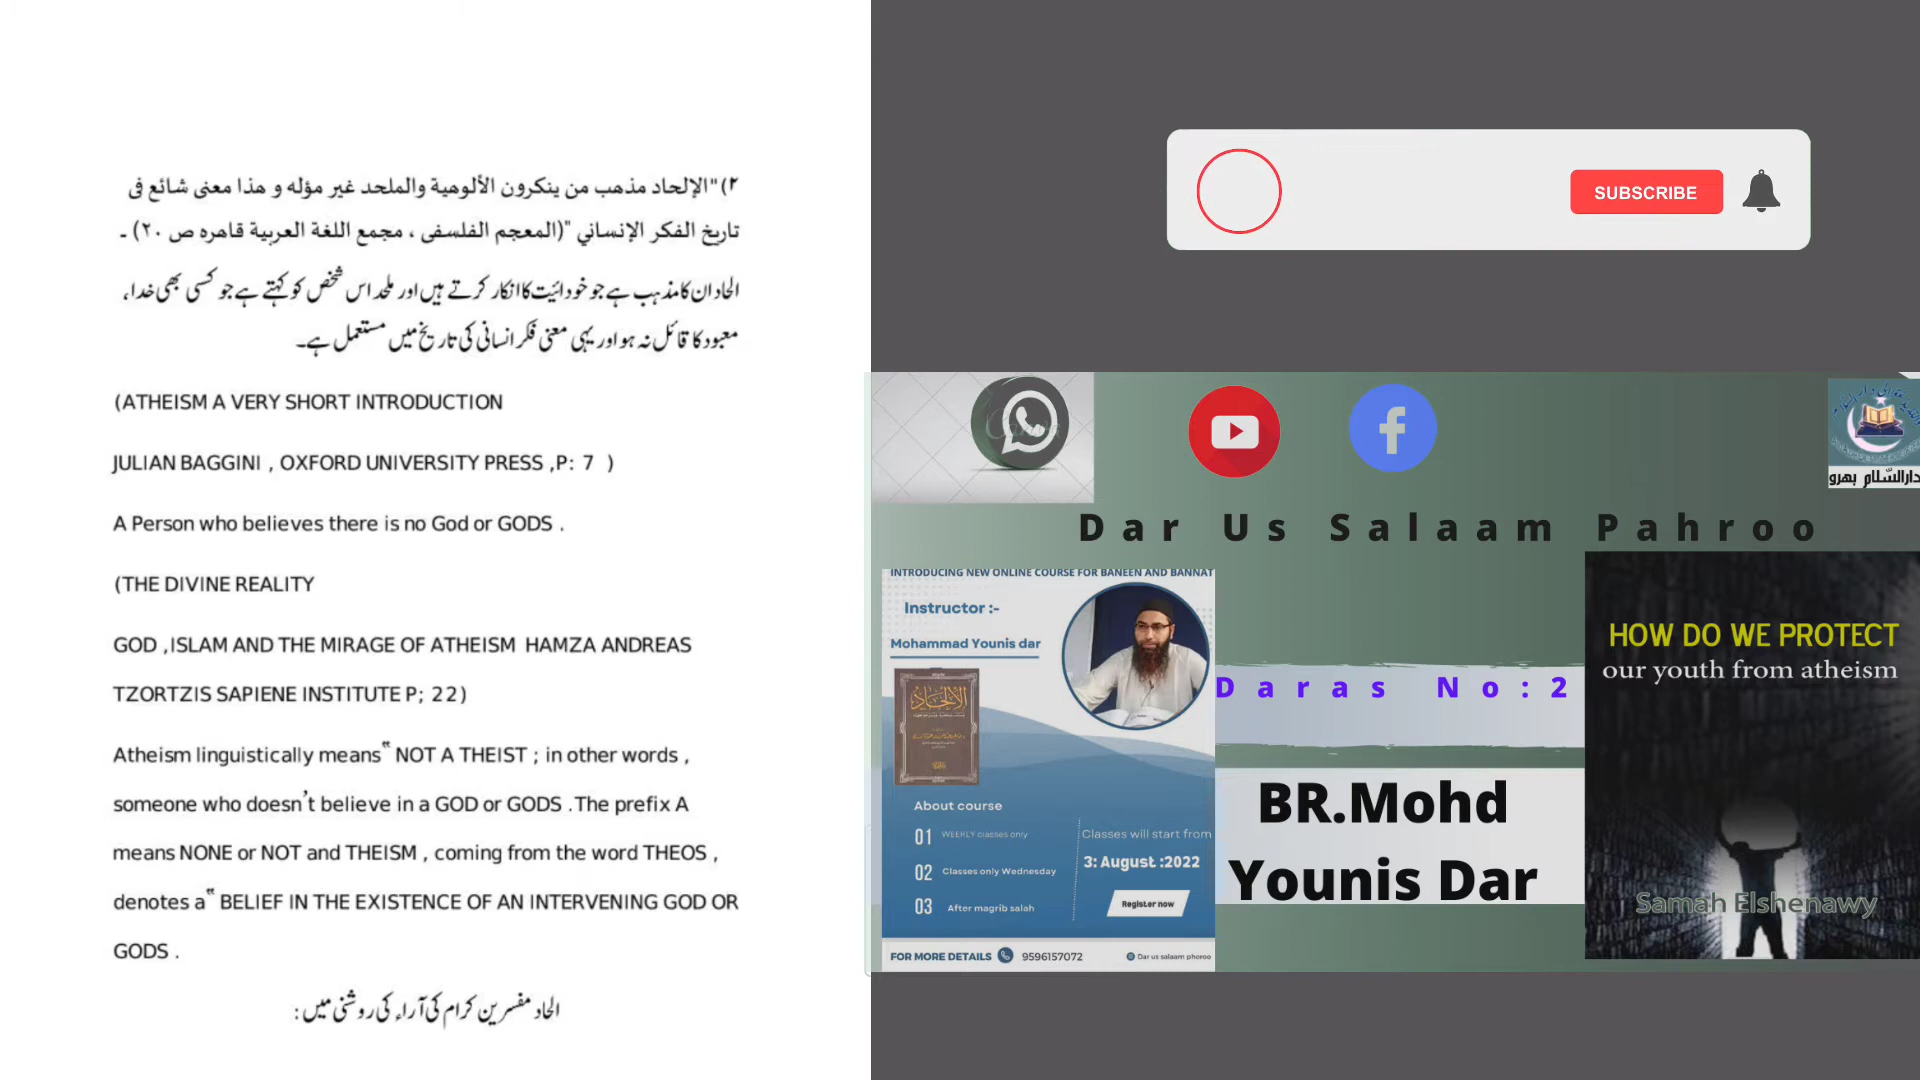 ٢)"الإلحاد مذهب من ينكرون الألوهية والملحد غير مؤله و هذا معنى شائع فى
تاريخ الفكر الإنساني "(المعجم الفلسفى ، مجمع اللغة العربية قاهره ص ٢٠) ۔
الحاد ان کا مذہب ہے جو خودائیت کا انکار کرتے ہیں اور ملحد اس شخص کو کہتے ہے جو کسی بھی خدا،
معبود کا قائل نہ ہو اور یہی معنی فکر انسانی کی تاریخ میں مستعمل ہے۔
(ATHEISM A VERY SHORT INTRODUCTION
JULIAN BAGGINI , OXFORD UNIVERSITY PRESS ,P: 7 )
A Person who believes there is no God or GODS .
(THE DIVINE REALITY
GOD ,ISLAM AND THE MIRAGE OF ATHEISM HAMZA ANDREAS
TZORTZIS SAPIENE INSTITUTE P; 22)
Atheism linguistically means‟ NOT A THEIST ; in other words ,
someone who doesn’t believe in a GOD or GODS .The prefix A
means NONE or NOT and THEISM , coming from the word THEOS ,
denotes a‟ BELIEF IN THE EXISTENCE OF AN INTERVENING GOD OR
GODS .
الحاد مفسرین کرام کی آراء کی روشنی میں :
SUBSCRIBE
دارالسّلام پهرو
Dar Us Salaam Pahroo
INTRODUCING NEW ONLINE COURSE FOR BANEEN AND BANNAT
Instructor :-
Mohammad Younis dar
الإلحاد
About course
01 WEEKLY classes only
02 Classes only Wednesday
03 After magrib salah
Classes will start from
3: August :2022
Register now
FOR MORE DETAILS 9596157072
Dar us salaam phoroo
Daras No:2
BR.Mohd
Younis Dar
HOW DO WE PROTECT
our youth from atheism
Samah Elshenawy